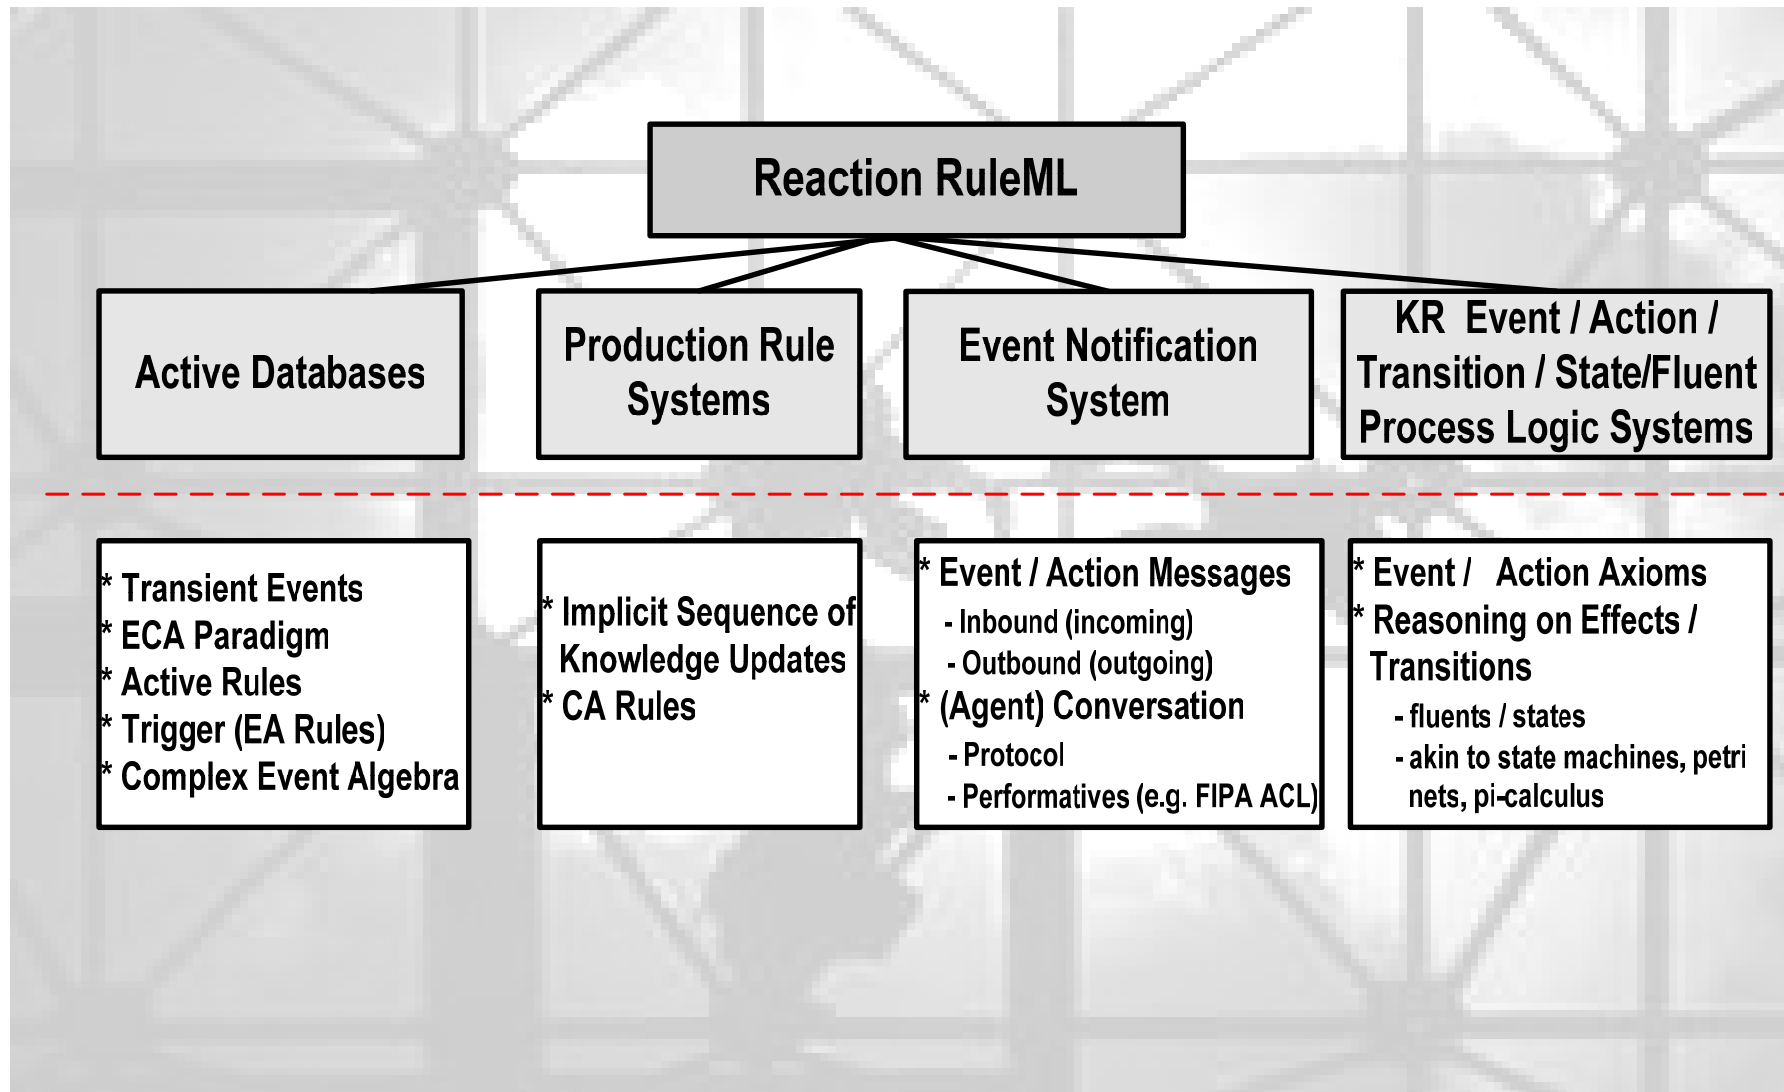 Reaction RuleML
Active Databases
Production Rule
Systems
Event Notification
System
KR Event / Action /
Transition / State/Fluent
Process Logic Systems
* Transient Events
* ECA Paradigm
* Active Rules
* Trigger (EA Rules)
* Complex Event Algebra
* Implicit Sequence of
Knowledge Updates
* CA Rules
* Event / Action Messages
- Inbound (incoming)
- Outbound (outgoing)
* (Agent) Conversation
- Protocol
- Performatives (e.g. FIPA ACL)
* Event / Action Axioms
* Reasoning on Effects /
Transitions
- fluents / states
- akin to state machines, petri
nets, pi-calculus